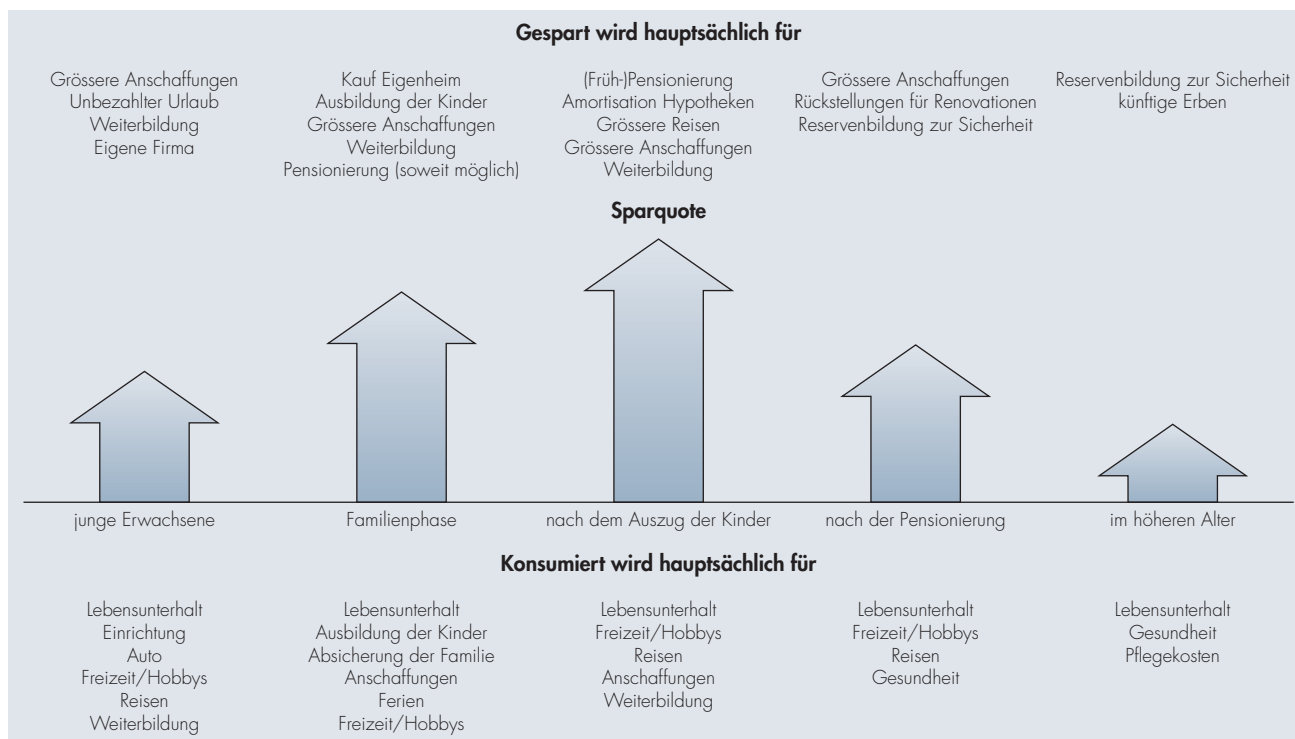 Gespart wird hauptsächlich für
Grössere Anschaffungen
Unbezahlter Urlaub
Weiterbildung
Eigene Firma
Kauf Eigenheim
Ausbildung der Kinder
Grössere Anschaffungen
Weiterbildung
Pensionierung (soweit möglich)
(Früh-)Pensionierung
Amortisation Hypotheken
Grössere Reisen
Grössere Anschaffungen
Weiterbildung
Grössere Anschaffungen
Rückstellungen für Renovationen
Reservenbildung zur Sicherheit
Reservenbildung zur Sicherheit
künftige Erben
Sparquote
junge Erwachsene
Familienphase
nach dem Auszug der Kinder
nach der Pensionierung
im höheren Alter
Konsumiert wird hauptsächlich für
Lebensunterhalt
Einrichtung
Auto
Freizeit/Hobbys
Reisen
Weiterbildung
Lebensunterhalt
Ausbildung der Kinder
Absicherung der Familie
Anschaffungen
Ferien
Freizeit/Hobbys
Lebensunterhalt
Freizeit/Hobbys
Reisen
Anschaffungen
Weiterbildung
Lebensunterhalt
Freizeit/Hobbys
Reisen
Gesundheit
Lebensunterhalt
Gesundheit
Pflegekosten